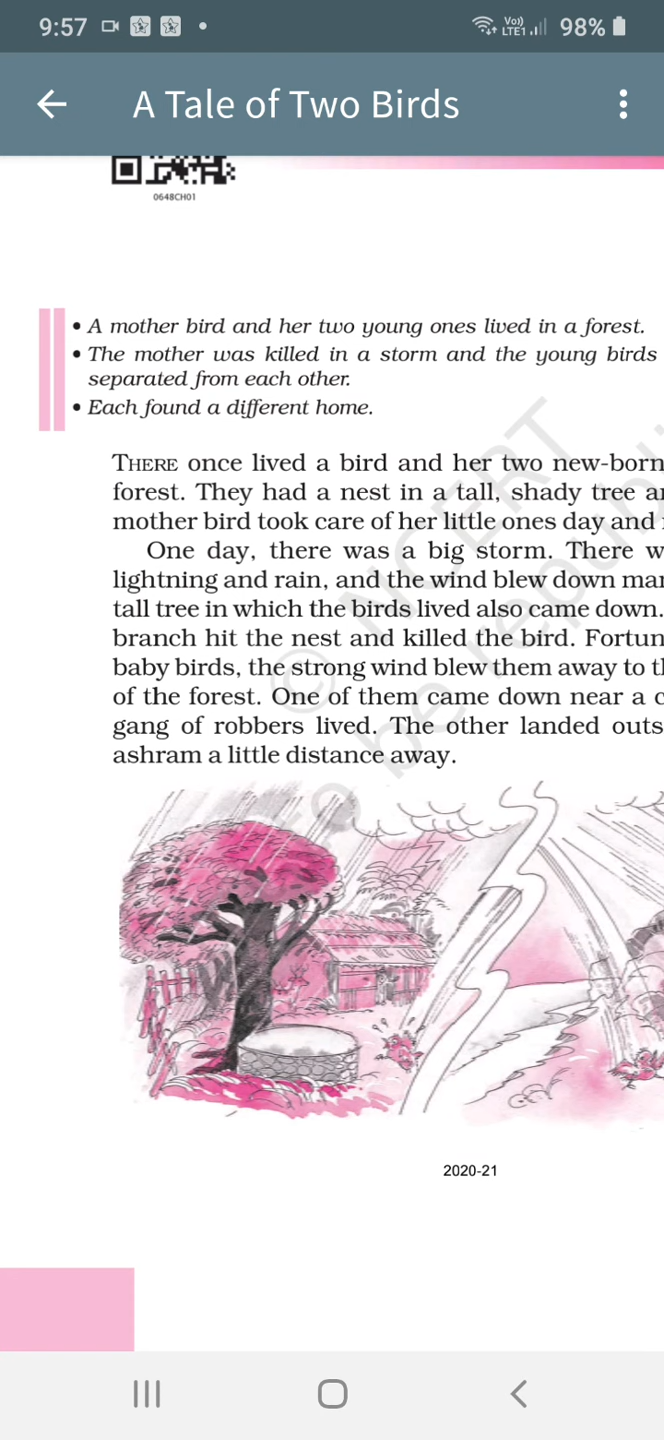 9:57
Vo))
LTE1
98%
A Tale of Two Birds
0648CH01
• A mother bird and her two young ones lived in a forest.
• The mother was killed in a storm and the young birds
separated from each other.
• Each found a different home.
THERE once lived a bird and her two new-born
forest. They had a nest in a tall, shady tree
mother bird took care of her little ones day and
One day, there was a big storm. There
lightning and rain, and the wind blew down
tall tree in which the birds lived also came down.
branch hit the nest and killed the bird.
baby birds, the strong wind blew them away to
of the forest. One of them came down near a
gang of robbers lived. The other landed
ashram a little distance away.
© NCERT
to be
2020-21